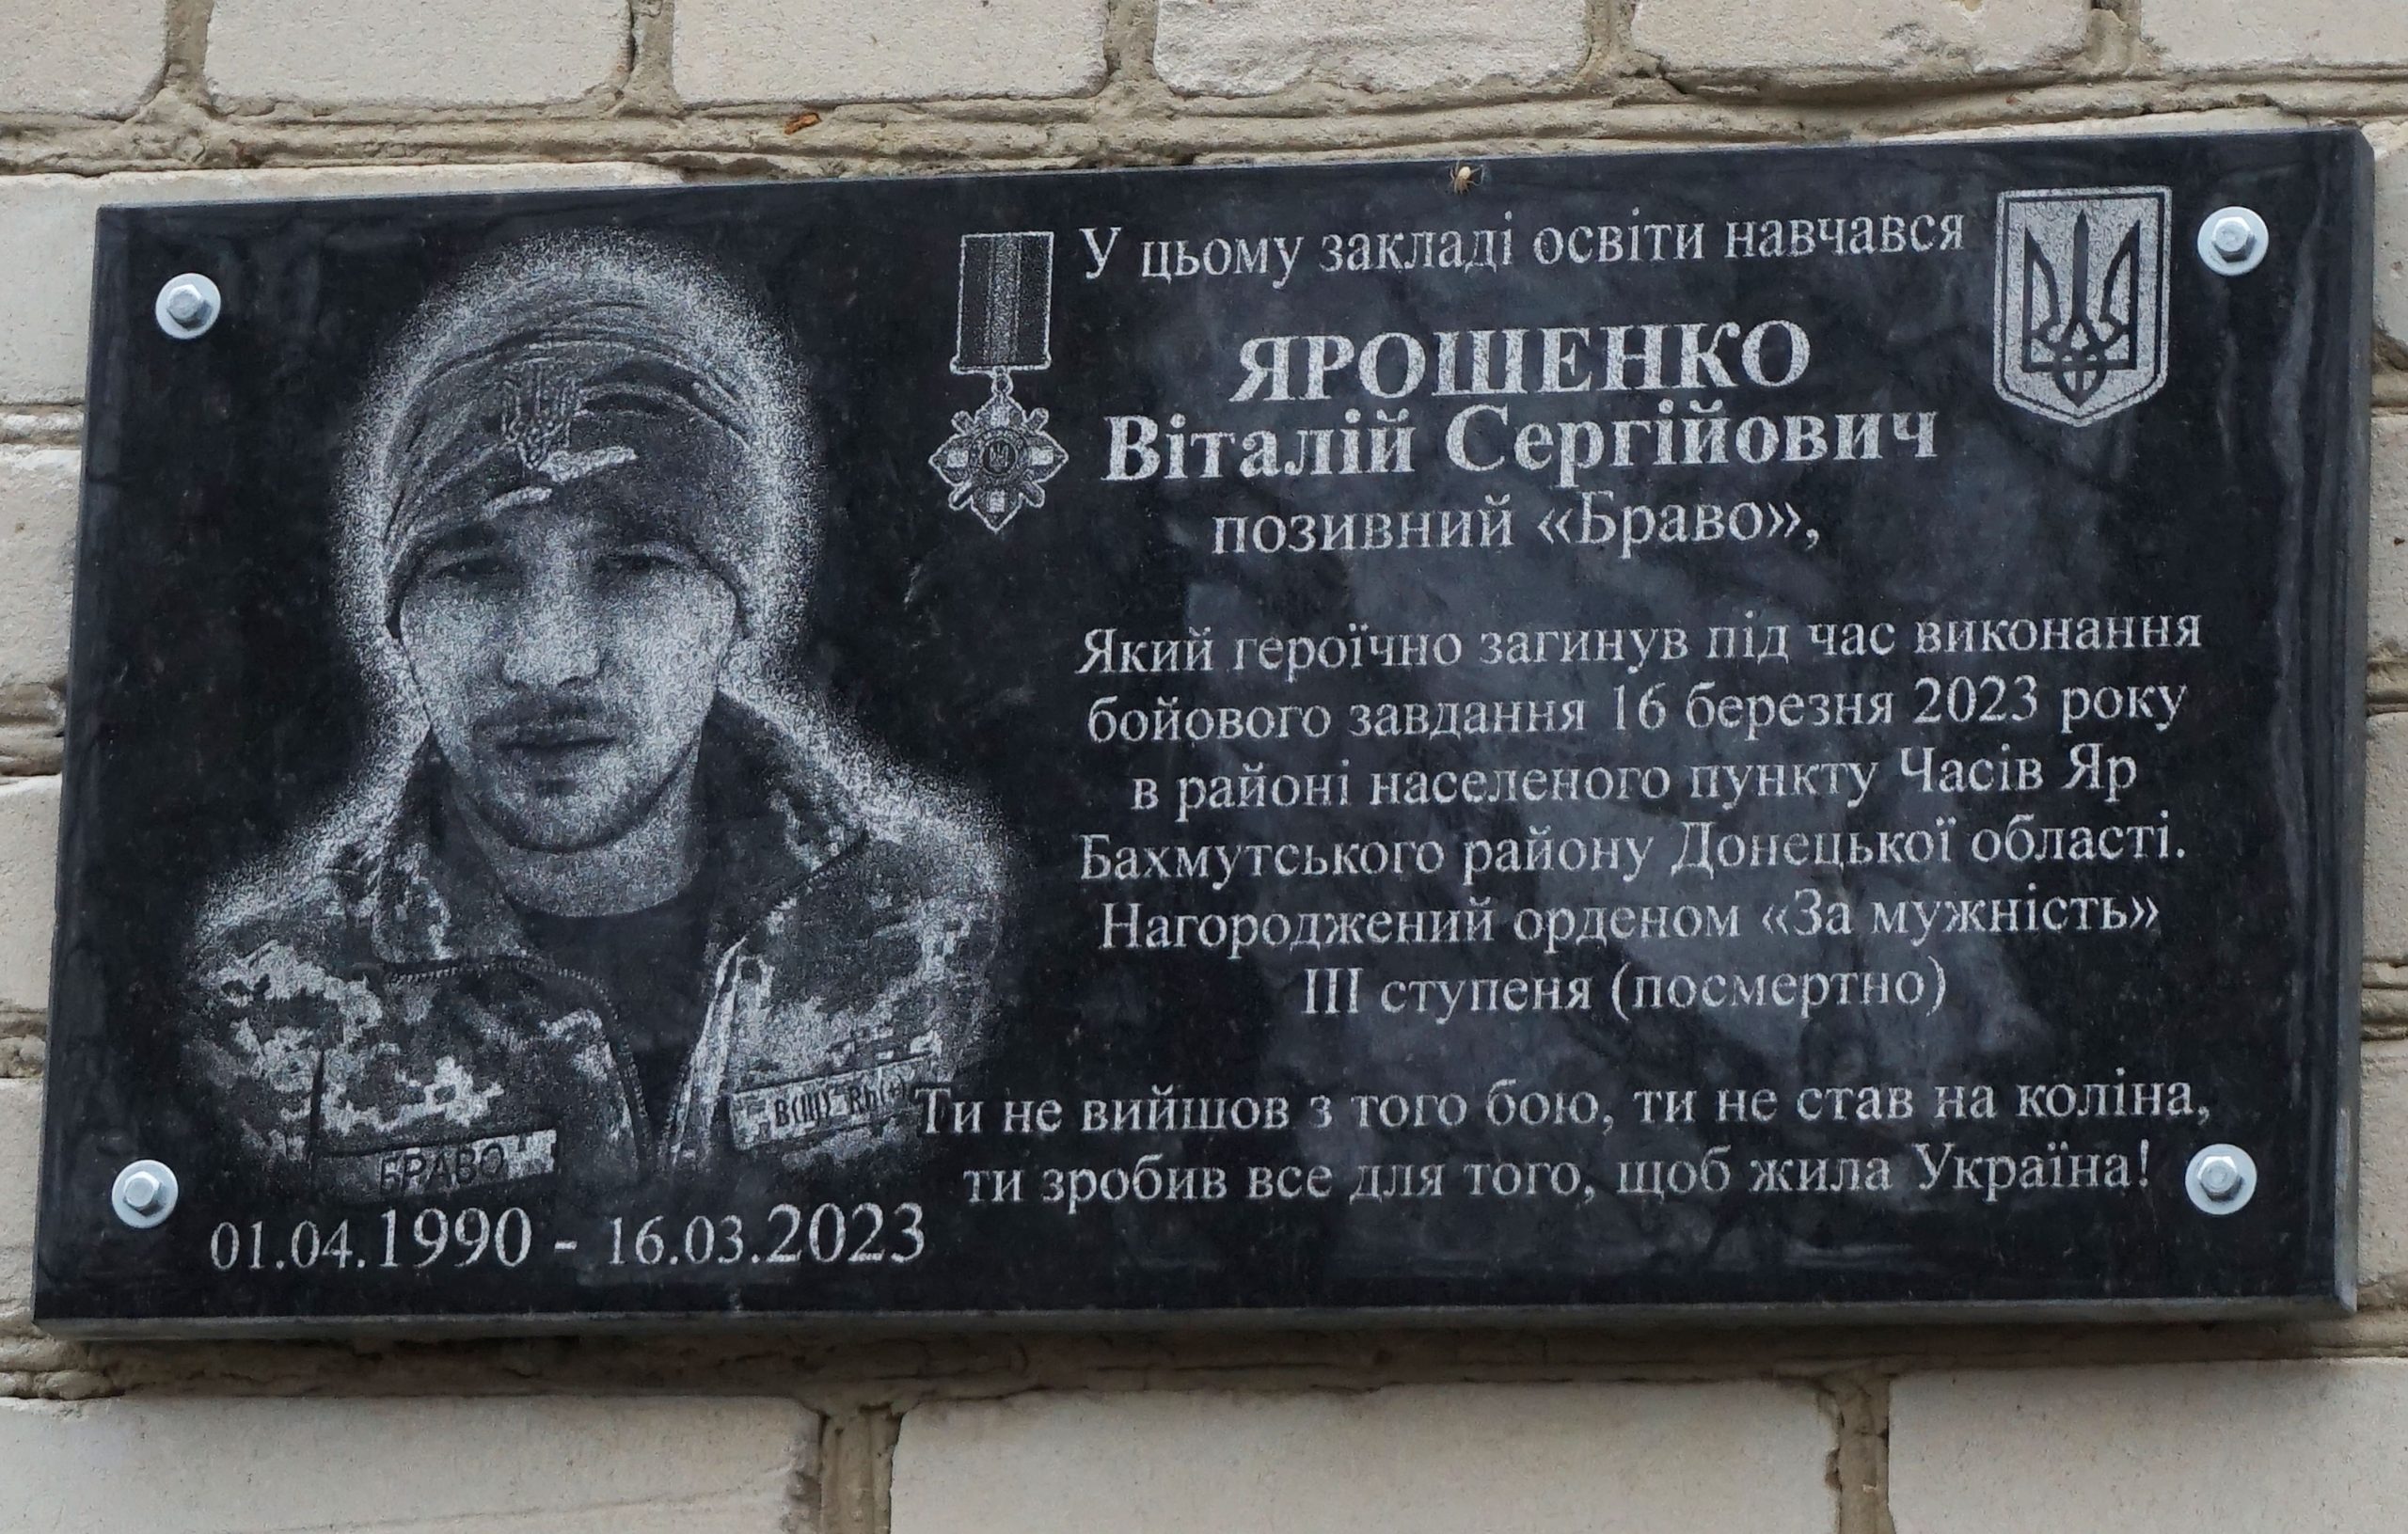 У цьому закладі освіти навчався
ЯРОШЕНКО
Віталій Сергійович
позивний «Браво»,
Який героїчно загинув під час виконання
бойового завдання 16 березня 2023 року
в районі населеного пункту Часів Яр
Бахмутського району Донецької області.
Нагороджений орденом «За мужність»
III ступеня (посмертно)
Ти не вийшов з того бою, ти не став на коліна,
ти зробив все для того, щоб жила Україна!
B(III) Rh(+)
БРАВО
01.04.1990 - 16.03.2023